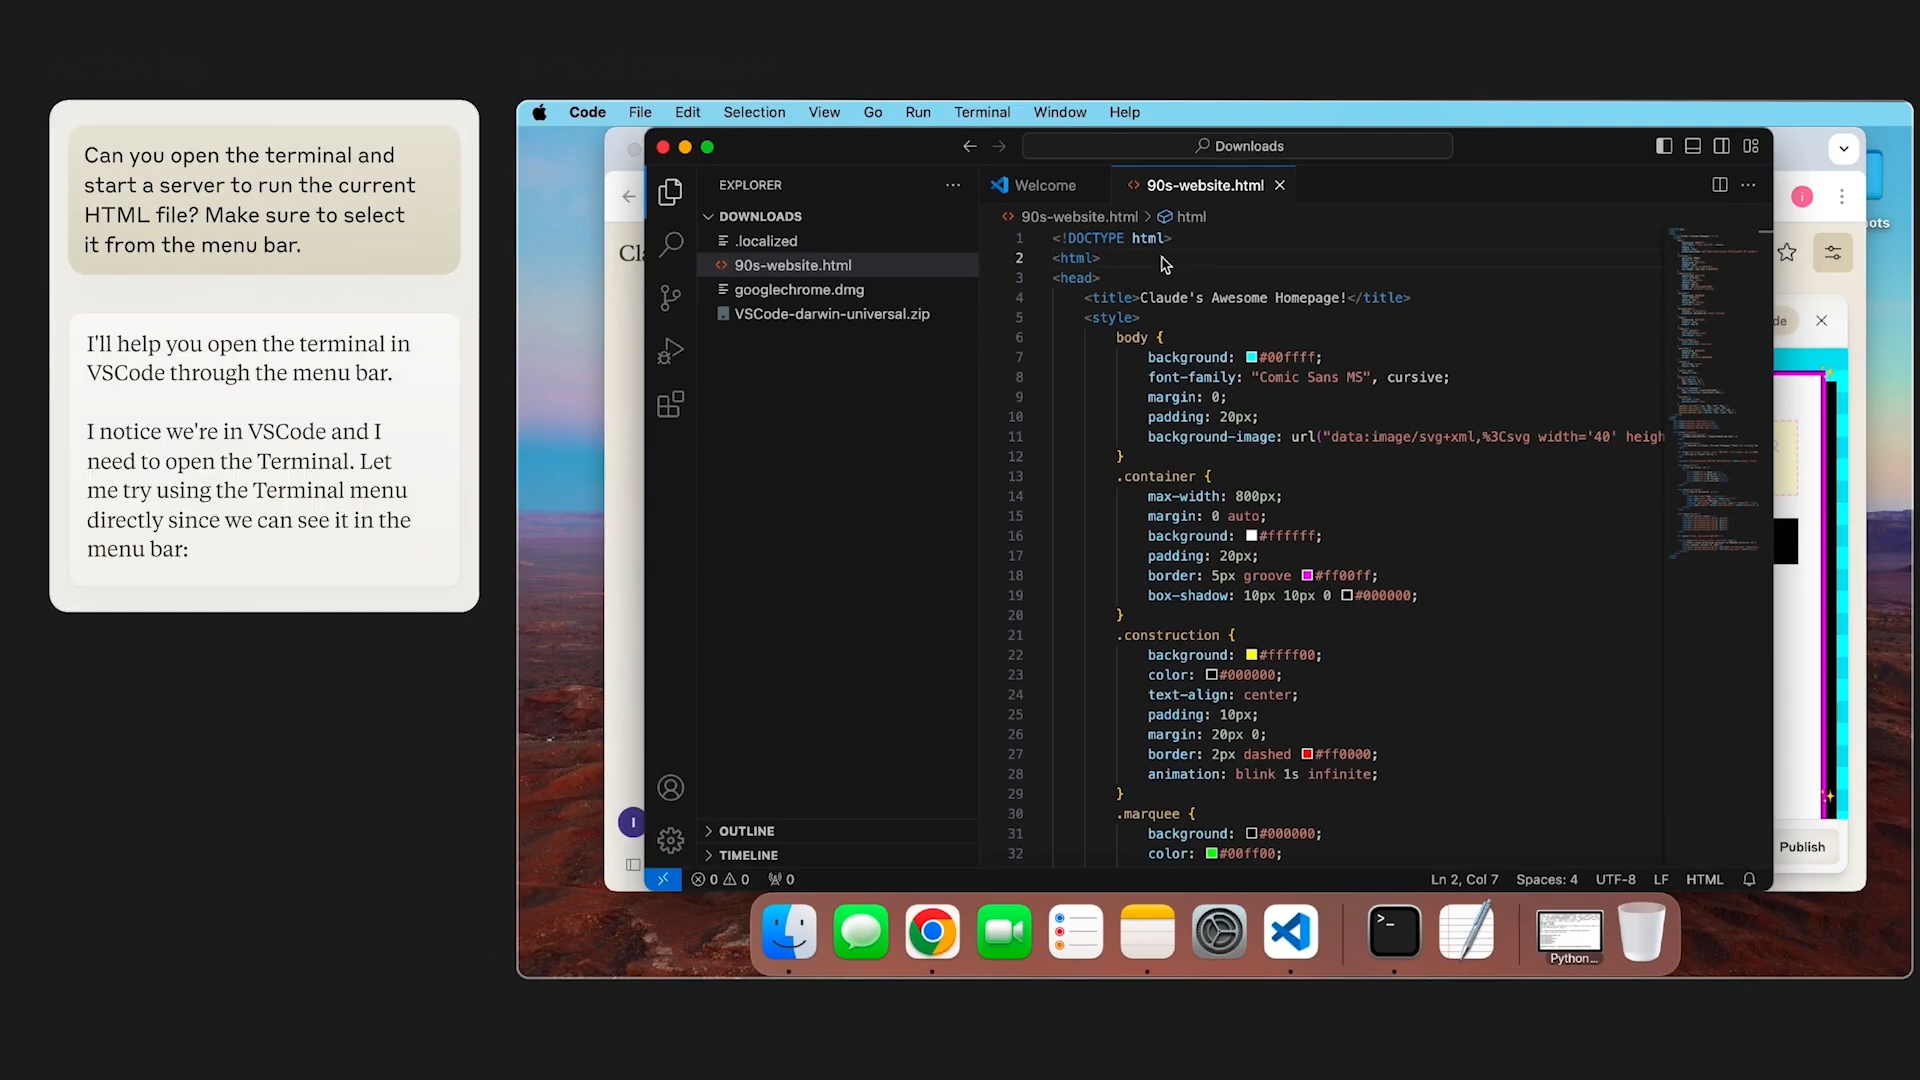 Can you open the terminal and
start a server to run the current
HTML file? Make sure to select
it from the menu bar.
I'll help you open the terminal in
VSCode through the menu bar.
I notice we're in VSCode and I
need to open the Terminal. Let
me try using the Terminal menu
directly since we can see it in the
menu bar:
Code File Edit Selection View Go Run Terminal Window Help
Downloads
EXPLORER
DOWNLOADS
.localized
90s-website.html
googlechrome.dmg
VSCode-darwin-universal.zip
OUTLINE
TIMELINE
Welcome 90s-website.html
90s-website.html > html
1 <!DOCTYPE html>
2 <html>
3 <head>
4 <title>Claude's Awesome Homepage!</title>
5 <style>
6 body {
7 background: #00ffff;
8 font-family: "Comic Sans MS", cursive;
9 margin: 0;
10 padding: 20px;
11 background-image: url("data:image/svg+xml,%3Csvg width='40' heigh
12 }
13 .container {
14 max-width: 800px;
15 margin: 0 auto;
16 background: #ffffff;
17 padding: 20px;
18 border: 5px groove #ff00ff;
19 box-shadow: 10px 10px 0 #000000;
20 }
21 .construction {
22 background: #ffff00;
23 color: #000000;
24 text-align: center;
25 padding: 10px;
26 margin: 20px 0;
27 border: 2px dashed #ff0000;
28 animation: blink 1s infinite;
29 }
30 .marquee {
31 background: #000000;
32 color: #00ff00;
0 0 0
Ln 2, Col 7 Spaces: 4 UTF-8 LF HTML
Cla
I
i
ots
de
Publish
Python...